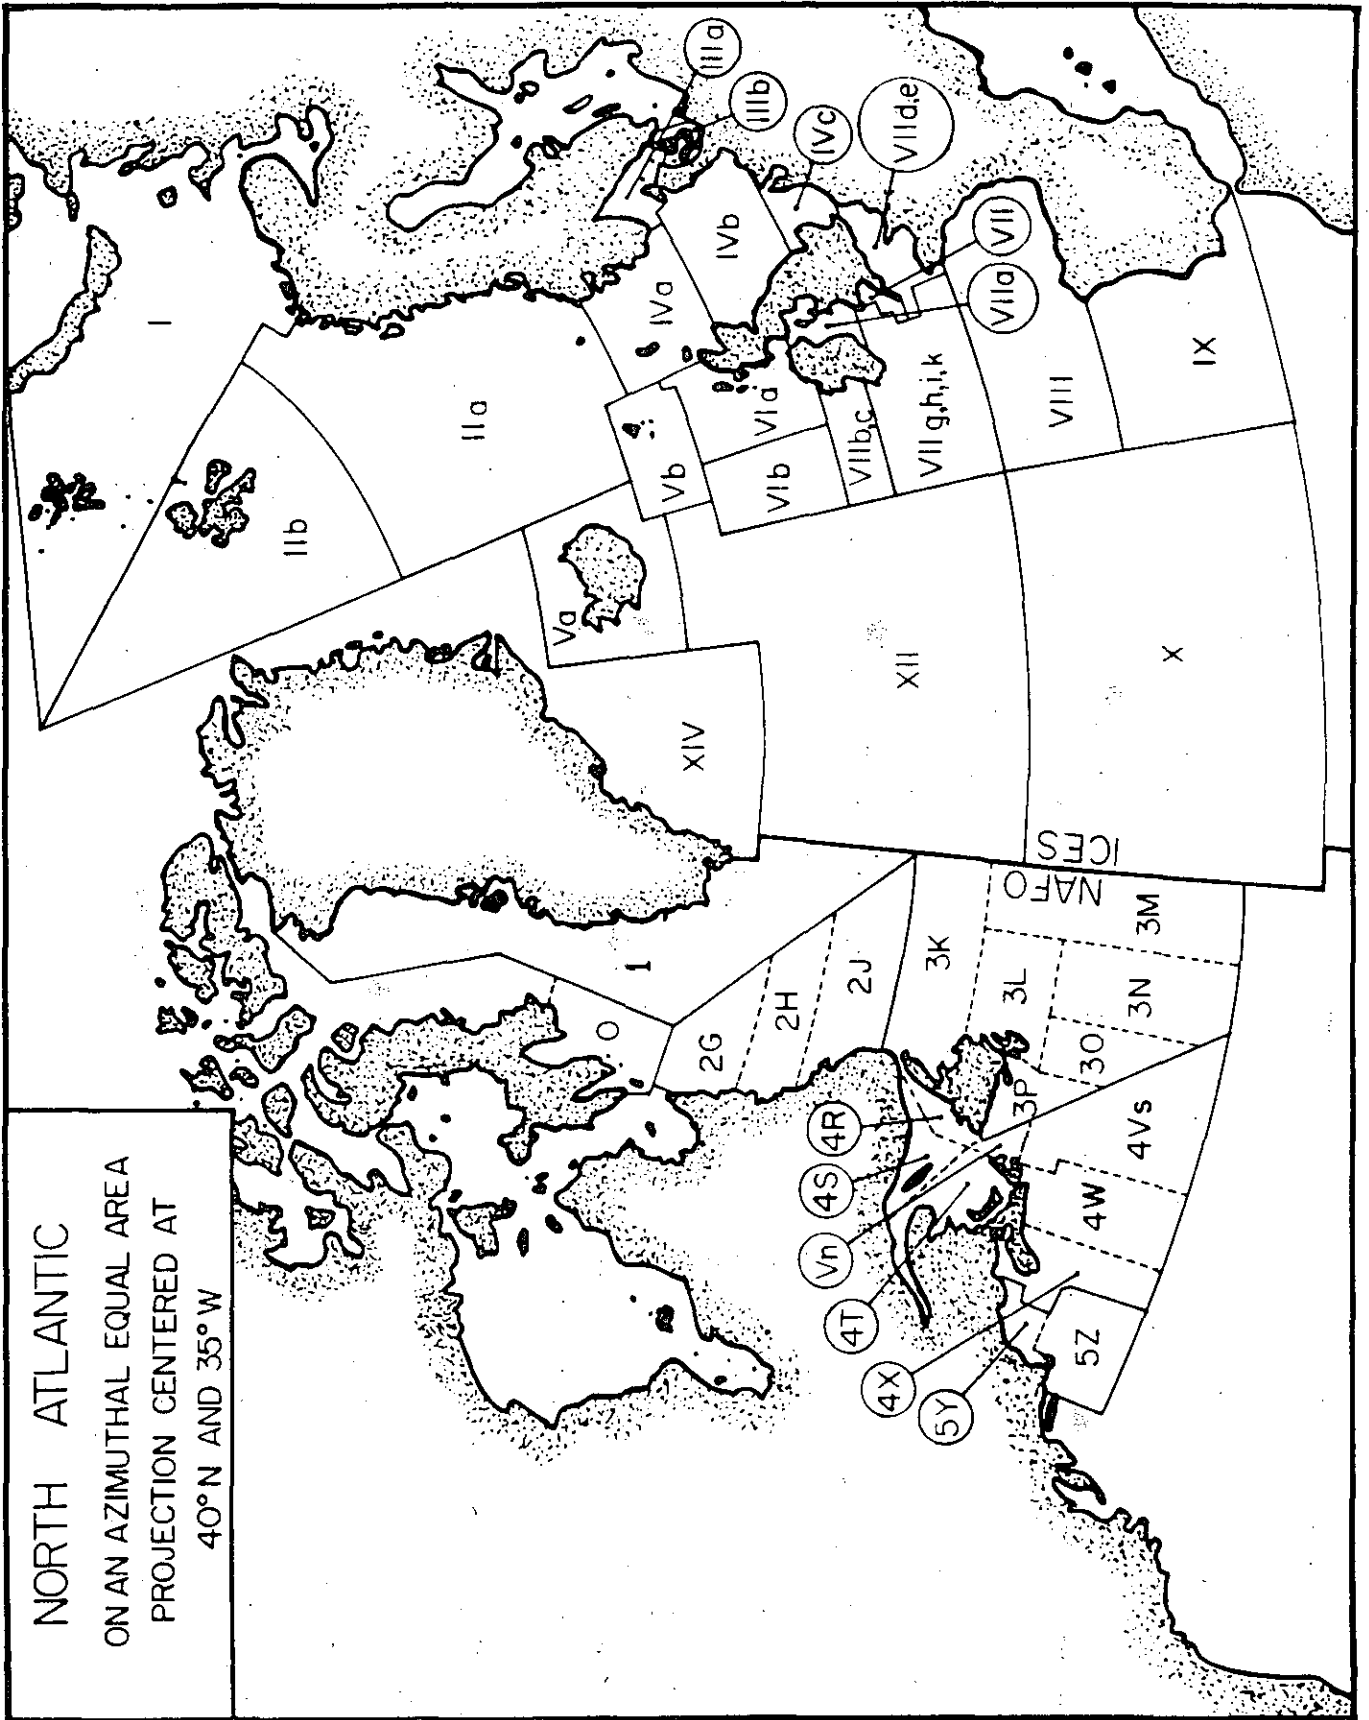 NORTH ATLANTIC
ON AN AZIMUTHAL EQUAL AREA
PROJECTION CENTERED AT
40° N AND 35° W
I
IIb
IIa
Va
Vb
IVa
IVb
IIIa
IIIb
IVc
VIId,e
VII
VIIa
VIa
VIb
VIIb,c,
VII g,h,i,k
VIII
IX
XIV
XII
X
ICES
NAFO
1
0
2G
2H
2J
3K
3L
3M
3N
3O
3P
4R
4S
Vn
4T
4X
5Y
4Vs
4W
5Z